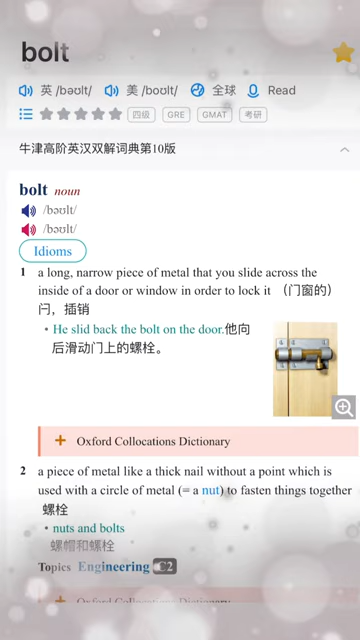 bolt
英 /bəʊlt/ 美 /boʊlt/ 全球 Read
四级 GRE GMAT 考研
牛津高阶英汉双解词典第10版
bolt noun
/bəʊlt/
/bəʊlt/
Idioms
1 a long, narrow piece of metal that you slide across the
inside of a door or window in order to lock it （门窗的）
闩，插销
• He slid back the bolt on the door.他向
后滑动门上的螺栓。
+ Oxford Collocations Dictionary
2 a piece of metal like a thick nail without a point which is
used with a circle of metal (= a nut) to fasten things together
螺栓
• nuts and bolts
螺帽和螺栓
Topics Engineering C2
+ Oxford Collocations Dictionary